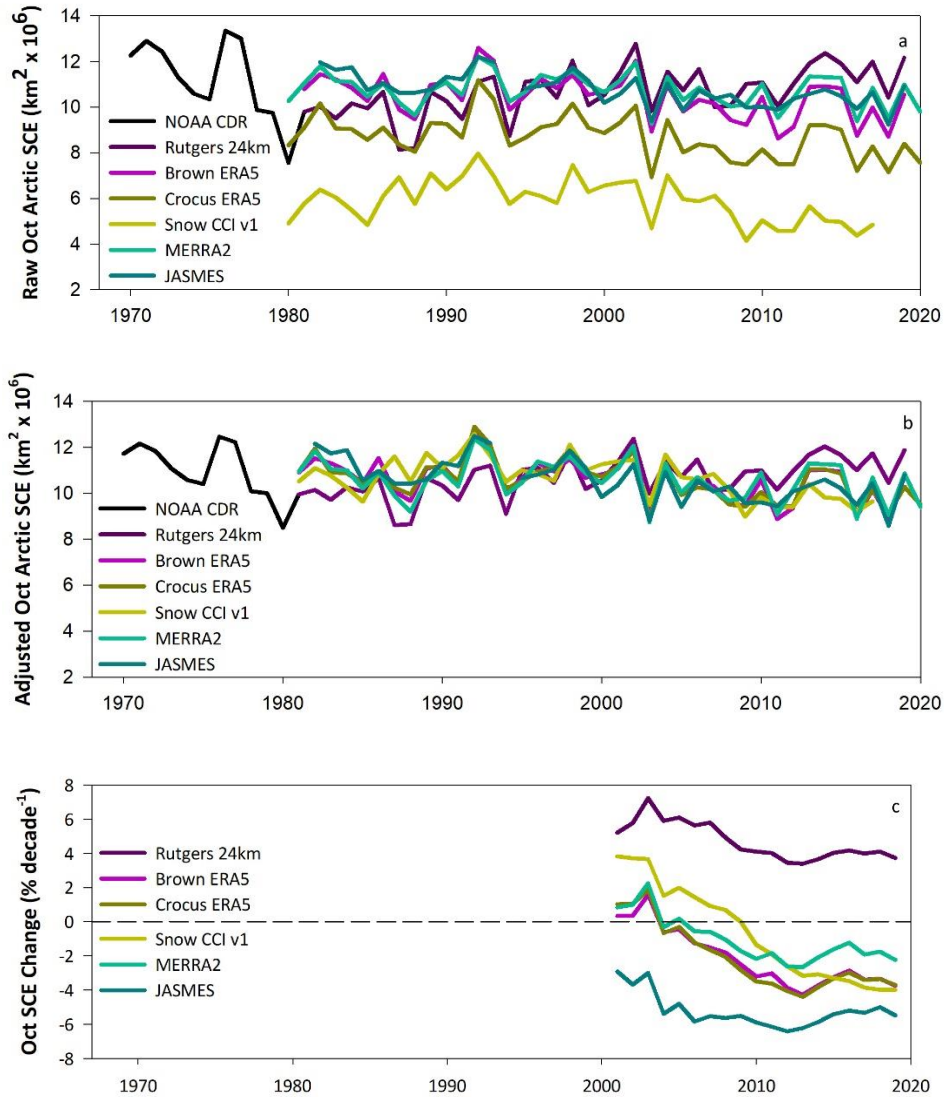 Raw Oct Arctic SCE (km² x 10⁶)
14
12
10
8
6
4
2
a
NOAA CDR
Rutgers 24km
Brown ERA5
Crocus ERA5
Snow CCI v1
MERRA2
JASMES
1970 1980 1990 2000 2010 2020
Adjusted Oct Arctic SCE (km² x 10⁶)
14
12
10
8
6
4
2
b
NOAA CDR
Rutgers 24km
Brown ERA5
Crocus ERA5
Snow CCI v1
MERRA2
JASMES
1970 1980 1990 2000 2010 2020
Oct SCE Change (% decade⁻¹)
8
6
4
2
0
-2
-4
-6
-8
c
Rutgers 24km
Brown ERA5
Crocus ERA5
Snow CCI v1
MERRA2
JASMES
1970 1980 1990 2000 2010 2020